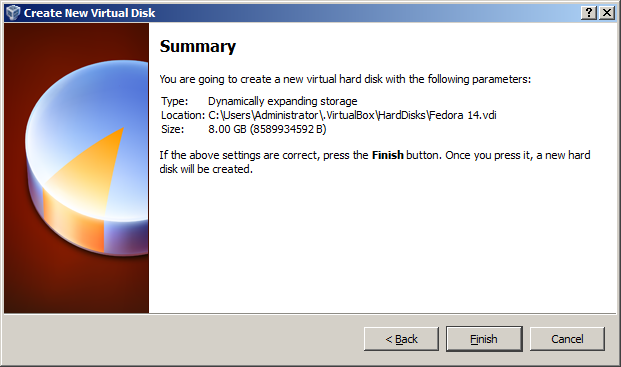 Create New Virtual Disk
Summary
You are going to create a new virtual hard disk with the following parameters:
Type: Dynamically expanding storage
Location: C:\Users\Administrator\.VirtualBox\HardDisks\Fedora 14.vdi
Size: 8.00 GB (8589934592 B)
If the above settings are correct, press the Finish button. Once you press it, a new hard
disk will be created.
< Back Finish Cancel